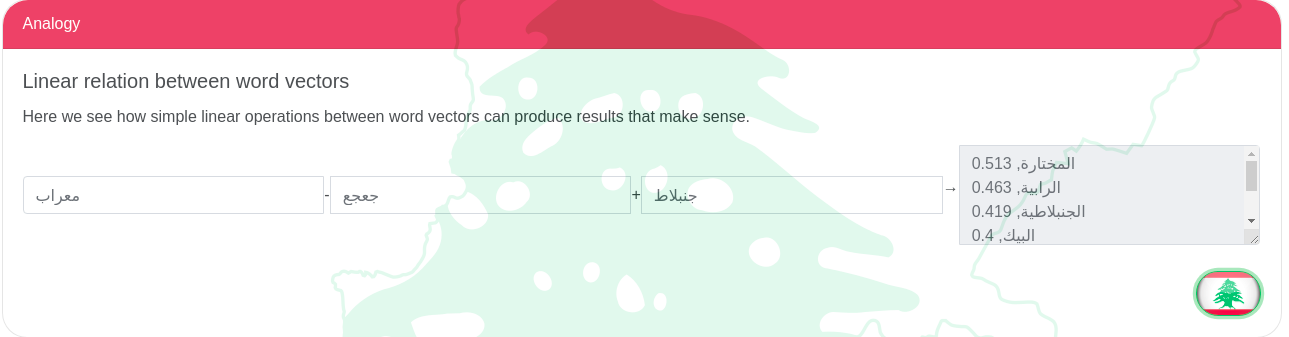 Analogy
Linear relation between word vectors
Here we see how simple linear operations between word vectors can produce results that make sense.
معراب - جعجع + جنبلاط →
المختارة, 0.513
الرابية, 0.463
الجنبلاطية, 0.419
البيك, 0.4